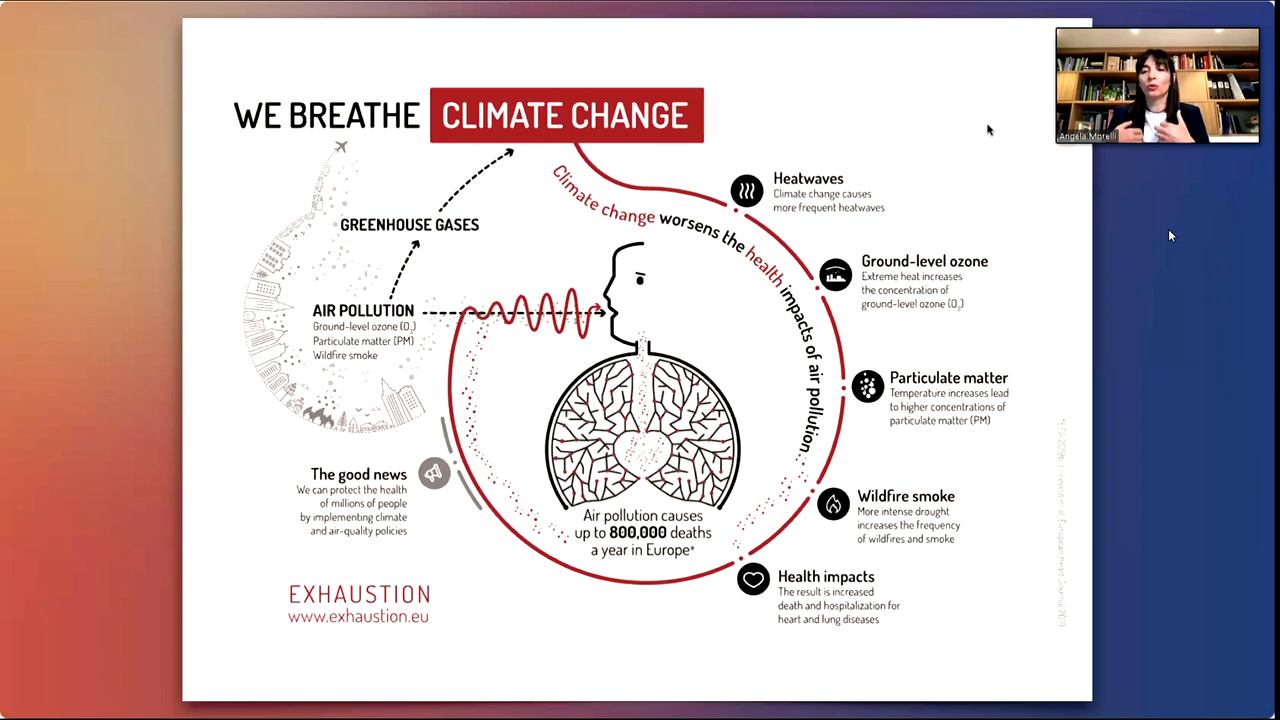 WE BREATHE CLIMATE CHANGE
Angela Morelli
GREENHOUSE GASES
AIR POLLUTION
Ground-level ozone (O3)
Particulate matter (PM)
Wildfire smoke
Climate change worsens the health impacts of air pollution
Heatwaves
Climate change causes
more frequent heatwaves
Ground-level ozone
Extreme heat increases
the concentration of
ground-level ozone (O3)
Particulate matter
Temperature increases lead
to higher concentrations of
particulate matter (PM)
Wildfire smoke
More intense drought
increases the frequency
of wildfires and smoke
Health impacts
The result is increased
death and hospitalization for
heart and lung diseases
Air pollution causes
up to 800,000 deaths
a year in Europe*
The good news
We can protect the health
of millions of people
by implementing climate
and air-quality policies
EXHAUSTION
www.exhaustion.eu
European Heart Journal 2019